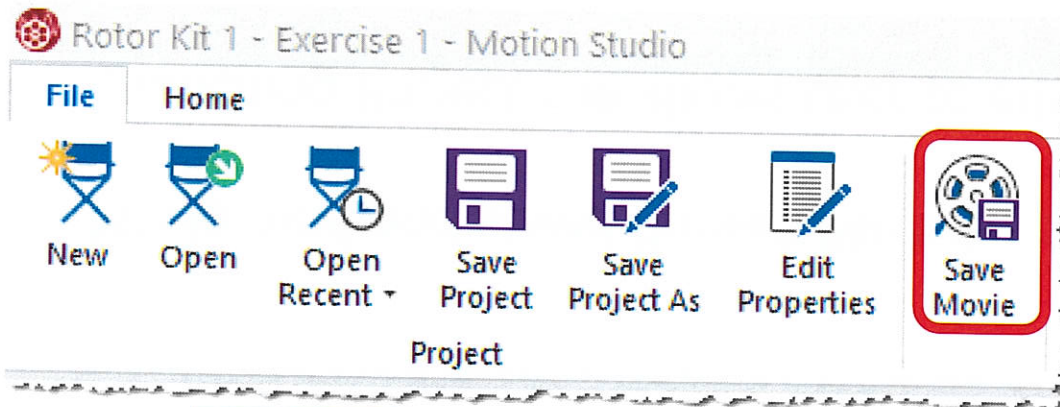 Rotor Kit 1 - Exercise 1 - Motion Studio
File Home
New Open Open Recent Save Project Save Project As Edit Properties Save Movie
Project